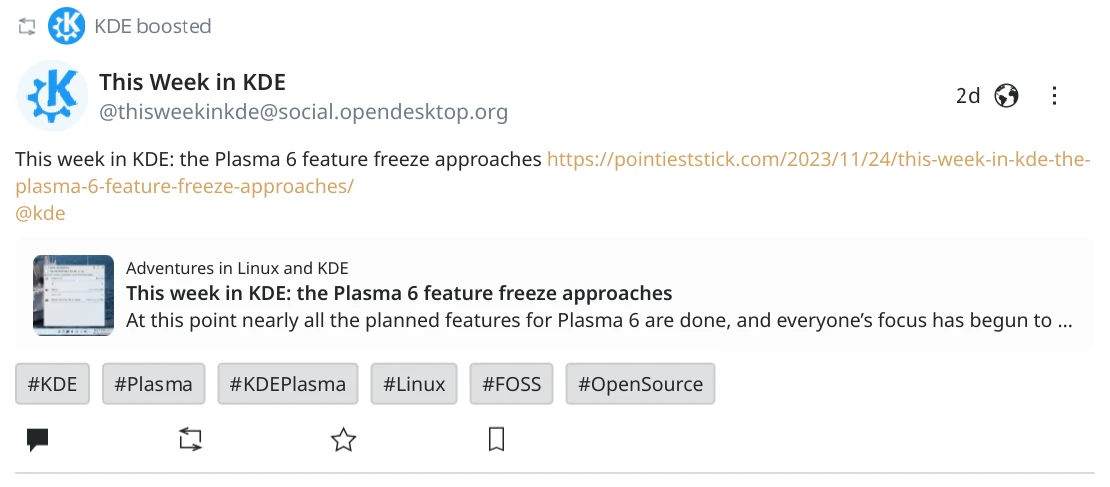 KDE boosted
This Week in KDE
@thisweekinkde@social.opendesktop.org
2d
This week in KDE: the Plasma 6 feature freeze approaches https://pointieststick.com/2023/11/24/this-week-in-kde-the-
plasma-6-feature-freeze-approaches/
@kde
Adventures in Linux and KDE
This week in KDE: the Plasma 6 feature freeze approaches
At this point nearly all the planned features for Plasma 6 are done, and everyone’s focus has begun to ...
#KDE #Plasma #KDEPlasma #Linux #FOSS #OpenSource